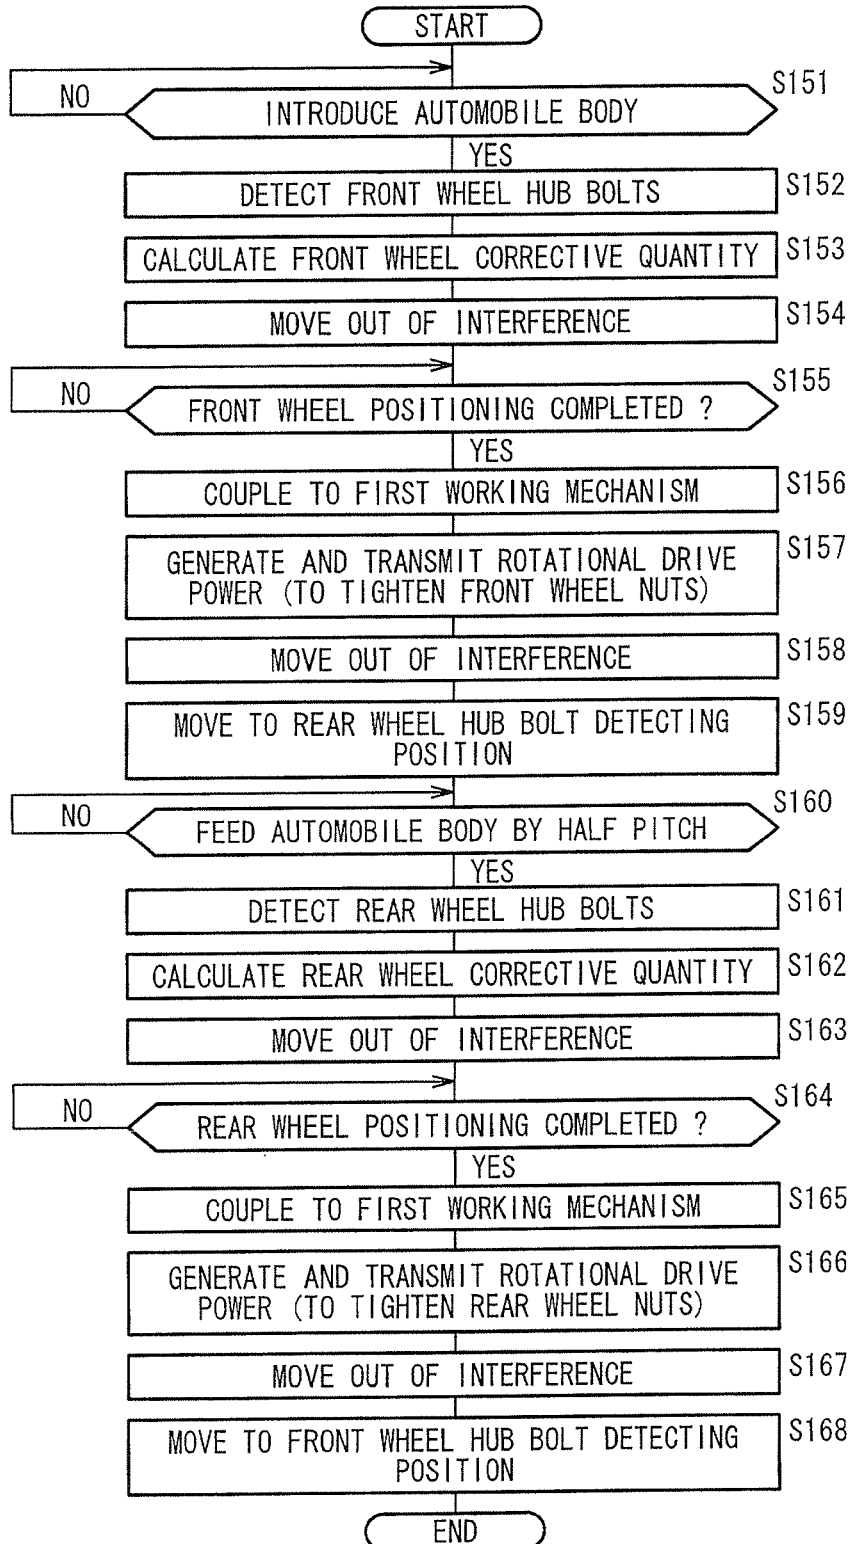 START
S151
NO
INTRODUCE AUTOMOBILE BODY
YES
S152
DETECT FRONT WHEEL HUB BOLTS
S153
CALCULATE FRONT WHEEL CORRECTIVE QUANTITY
S154
MOVE OUT OF INTERFERENCE
S155
NO
FRONT WHEEL POSITIONING COMPLETED ?
YES
S156
COUPLE TO FIRST WORKING MECHANISM
S157
GENERATE AND TRANSMIT ROTATIONAL DRIVE
POWER (TO TIGHTEN FRONT WHEEL NUTS)
S158
MOVE OUT OF INTERFERENCE
S159
MOVE TO REAR WHEEL HUB BOLT DETECTING
POSITION
S160
NO
FEED AUTOMOBILE BODY BY HALF PITCH
YES
S161
DETECT REAR WHEEL HUB BOLTS
S162
CALCULATE REAR WHEEL CORRECTIVE QUANTITY
S163
MOVE OUT OF INTERFERENCE
S164
NO
REAR WHEEL POSITIONING COMPLETED ?
YES
S165
COUPLE TO FIRST WORKING MECHANISM
S166
GENERATE AND TRANSMIT ROTATIONAL DRIVE
POWER (TO TIGHTEN REAR WHEEL NUTS)
S167
MOVE OUT OF INTERFERENCE
S168
MOVE TO FRONT WHEEL HUB BOLT DETECTING
POSITION
END